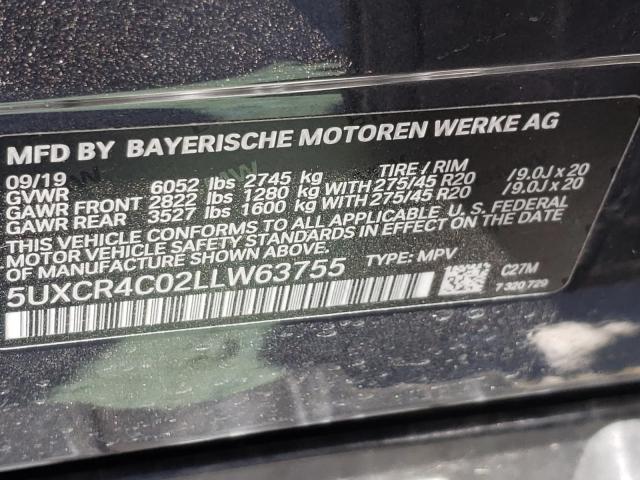 MFD BY BAYERISCHE MOTOREN WERKE AG
09/19 TIRE / RIM
GVWR 6052 lbs 2745 kg
GAWR FRONT 2822 lbs 1280 kg WITH 275/45 R20 /9.0J x 20
GAWR REAR 3527 lbs 1600 kg WITH 275/45 R20 /9.0J x 20
THIS VEHICLE CONFORMS TO ALL APPLICABLE U. S. FEDERAL
MOTOR VEHICLE SAFETY STANDARDS IN EFFECT ON THE DATE
OF MANUFACTURE SHOWN ABOVE.
5UXCR4C02LLW63755 TYPE: MPV
C27M
7320720